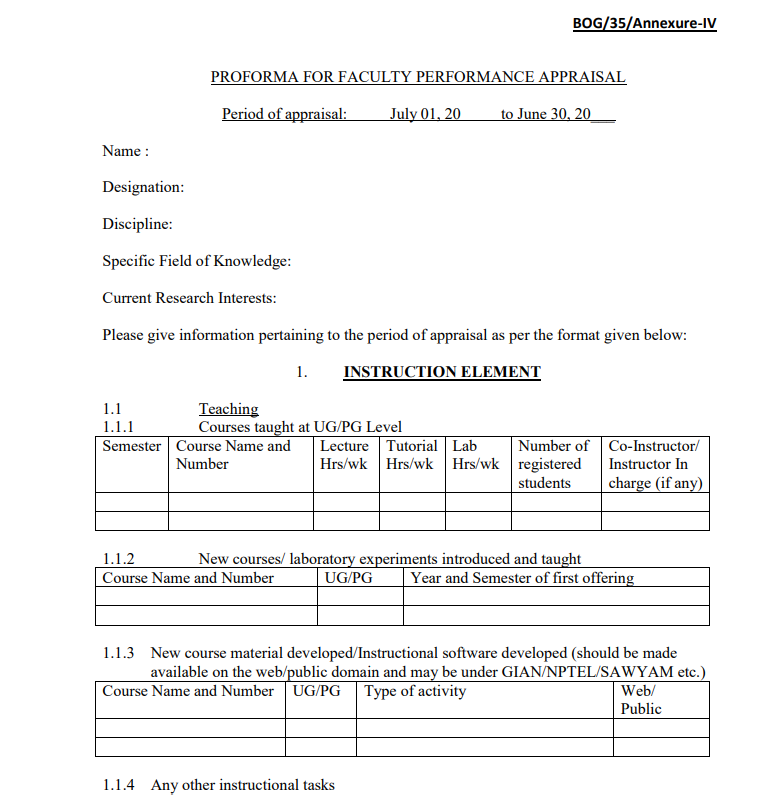 BOG/35/Annexure-IV
PROFORMA FOR FACULTY PERFORMANCE APPRAISAL
Period of appraisal: July 01, 20 to June 30, 20___
Name :
Designation:
Discipline:
Specific Field of Knowledge:
Current Research Interests:
Please give information pertaining to the period of appraisal as per the format given below:
1. INSTRUCTION ELEMENT
1.1 Teaching
1.1.1 Courses taught at UG/PG Level
Semester Course Name and Lecture Tutorial Lab Number of Co-Instructor/
Number Hrs/wk Hrs/wk Hrs/wk registered Instructor In
students charge (if any)
1.1.2 New courses/ laboratory experiments introduced and taught
Course Name and Number UG/PG Year and Semester of first offering
1.1.3 New course material developed/Instructional software developed (should be made
available on the web/public domain and may be under GIAN/NPTEL/SAWYAM etc.)
Course Name and Number UG/PG Type of activity Web/
Public
1.1.4 Any other instructional tasks